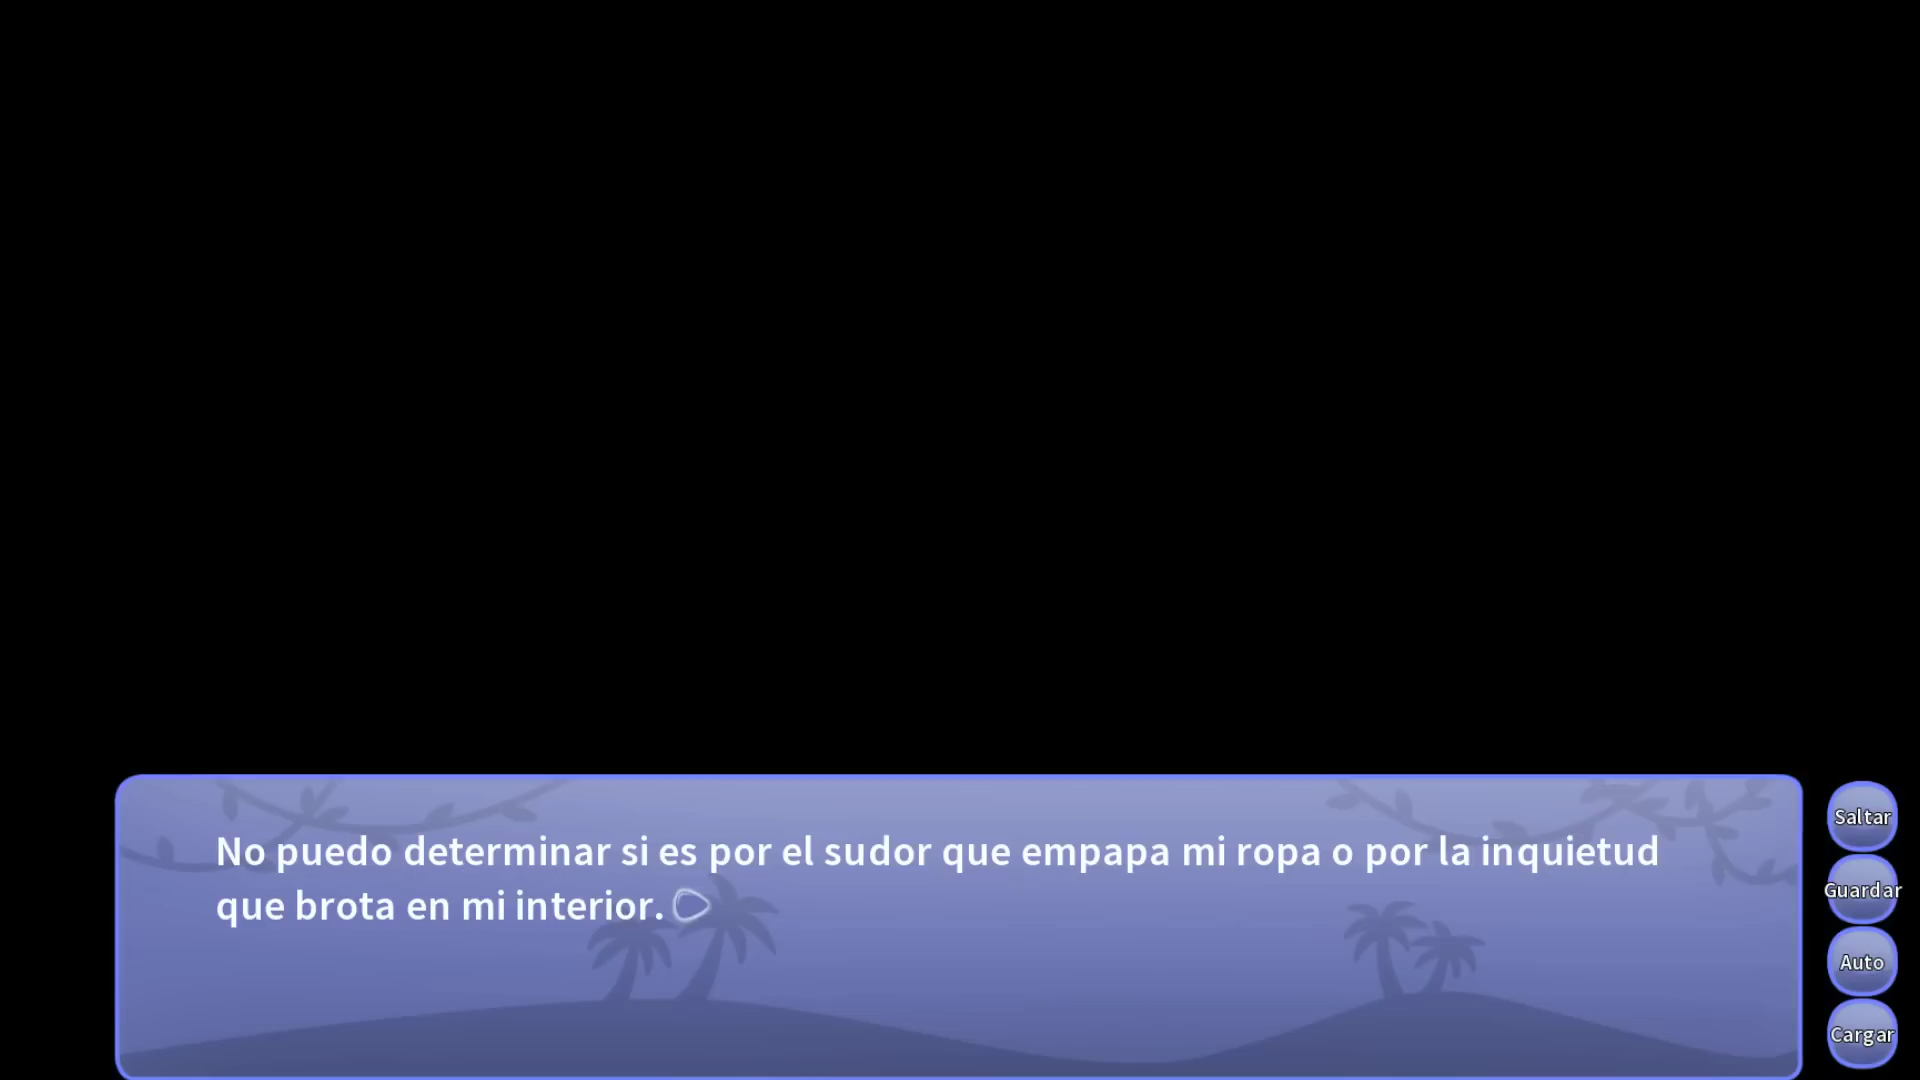 No puedo determinar si es por el sudor que empapa mi ropa o por la inquietud
que brota en mi interior.
Saltar
Guardar
Auto
Cargar